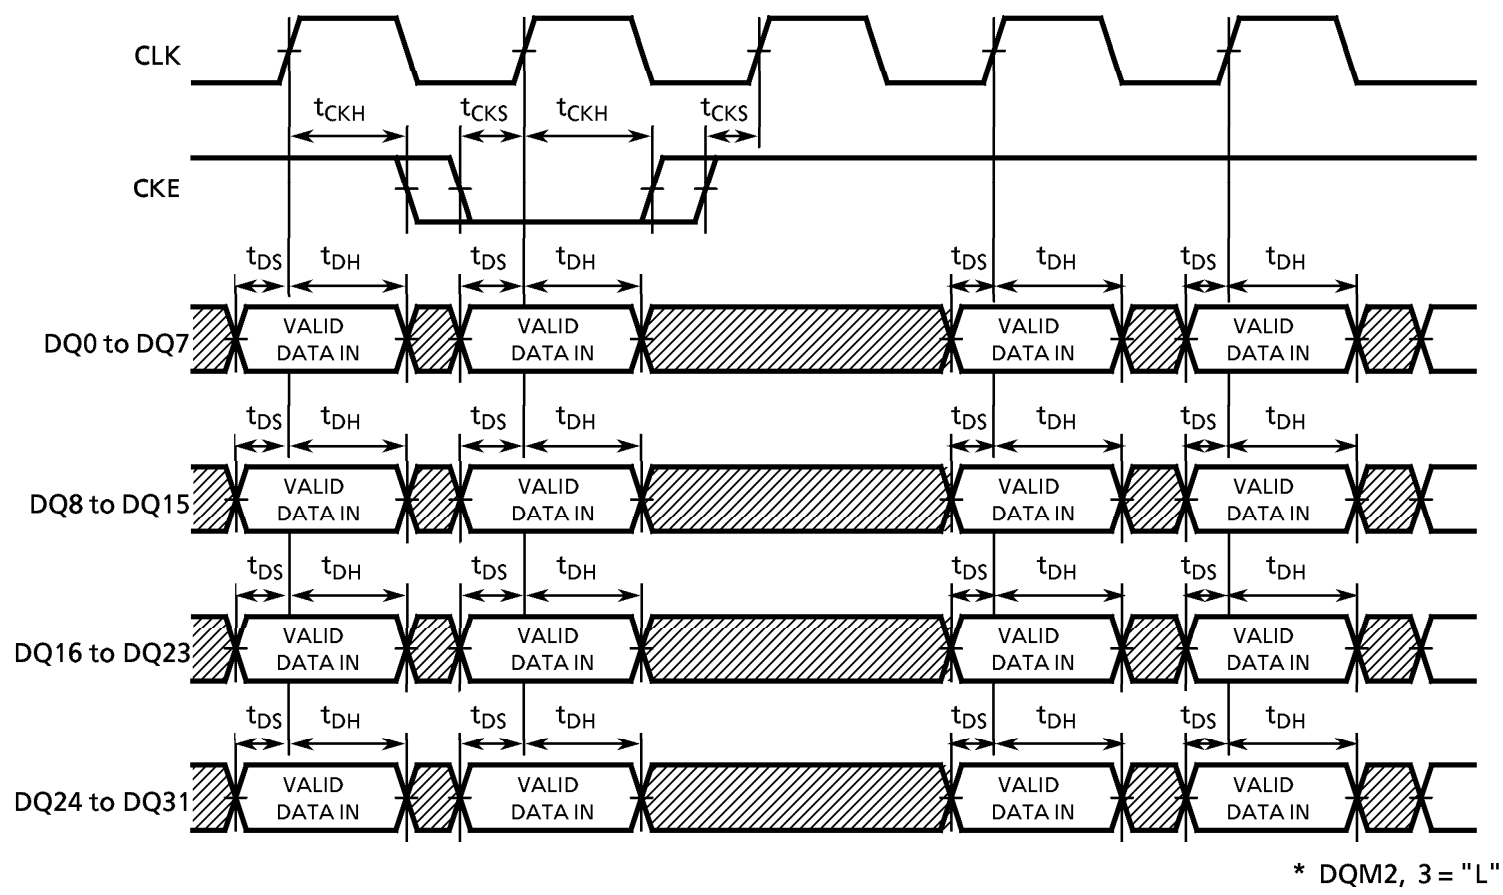 CLK
tCKH tCKS tCKH tCKS
CKE
tDS tDH tDS tDH tDS tDH tDS tDH
DQ0 to DQ7
VALID DATA IN VALID DATA IN VALID DATA IN VALID DATA IN
tDS tDH tDS tDH tDS tDH tDS tDH
DQ8 to DQ15
VALID DATA IN VALID DATA IN VALID DATA IN VALID DATA IN
tDS tDH tDS tDH tDS tDH tDS tDH
DQ16 to DQ23
VALID DATA IN VALID DATA IN VALID DATA IN VALID DATA IN
tDS tDH tDS tDH tDS tDH tDS tDH
DQ24 to DQ31
VALID DATA IN VALID DATA IN VALID DATA IN VALID DATA IN
* DQM2, 3 = "L"